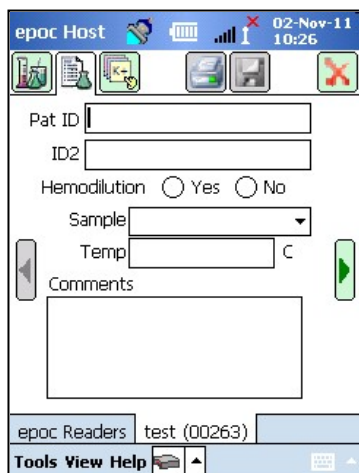 epoc Host 02-Nov-11
10:26
K+
Pat ID
ID2
Hemodilution Yes No
Sample
Temp C
Comments
epoc Readers test (00263)
Tools View Help